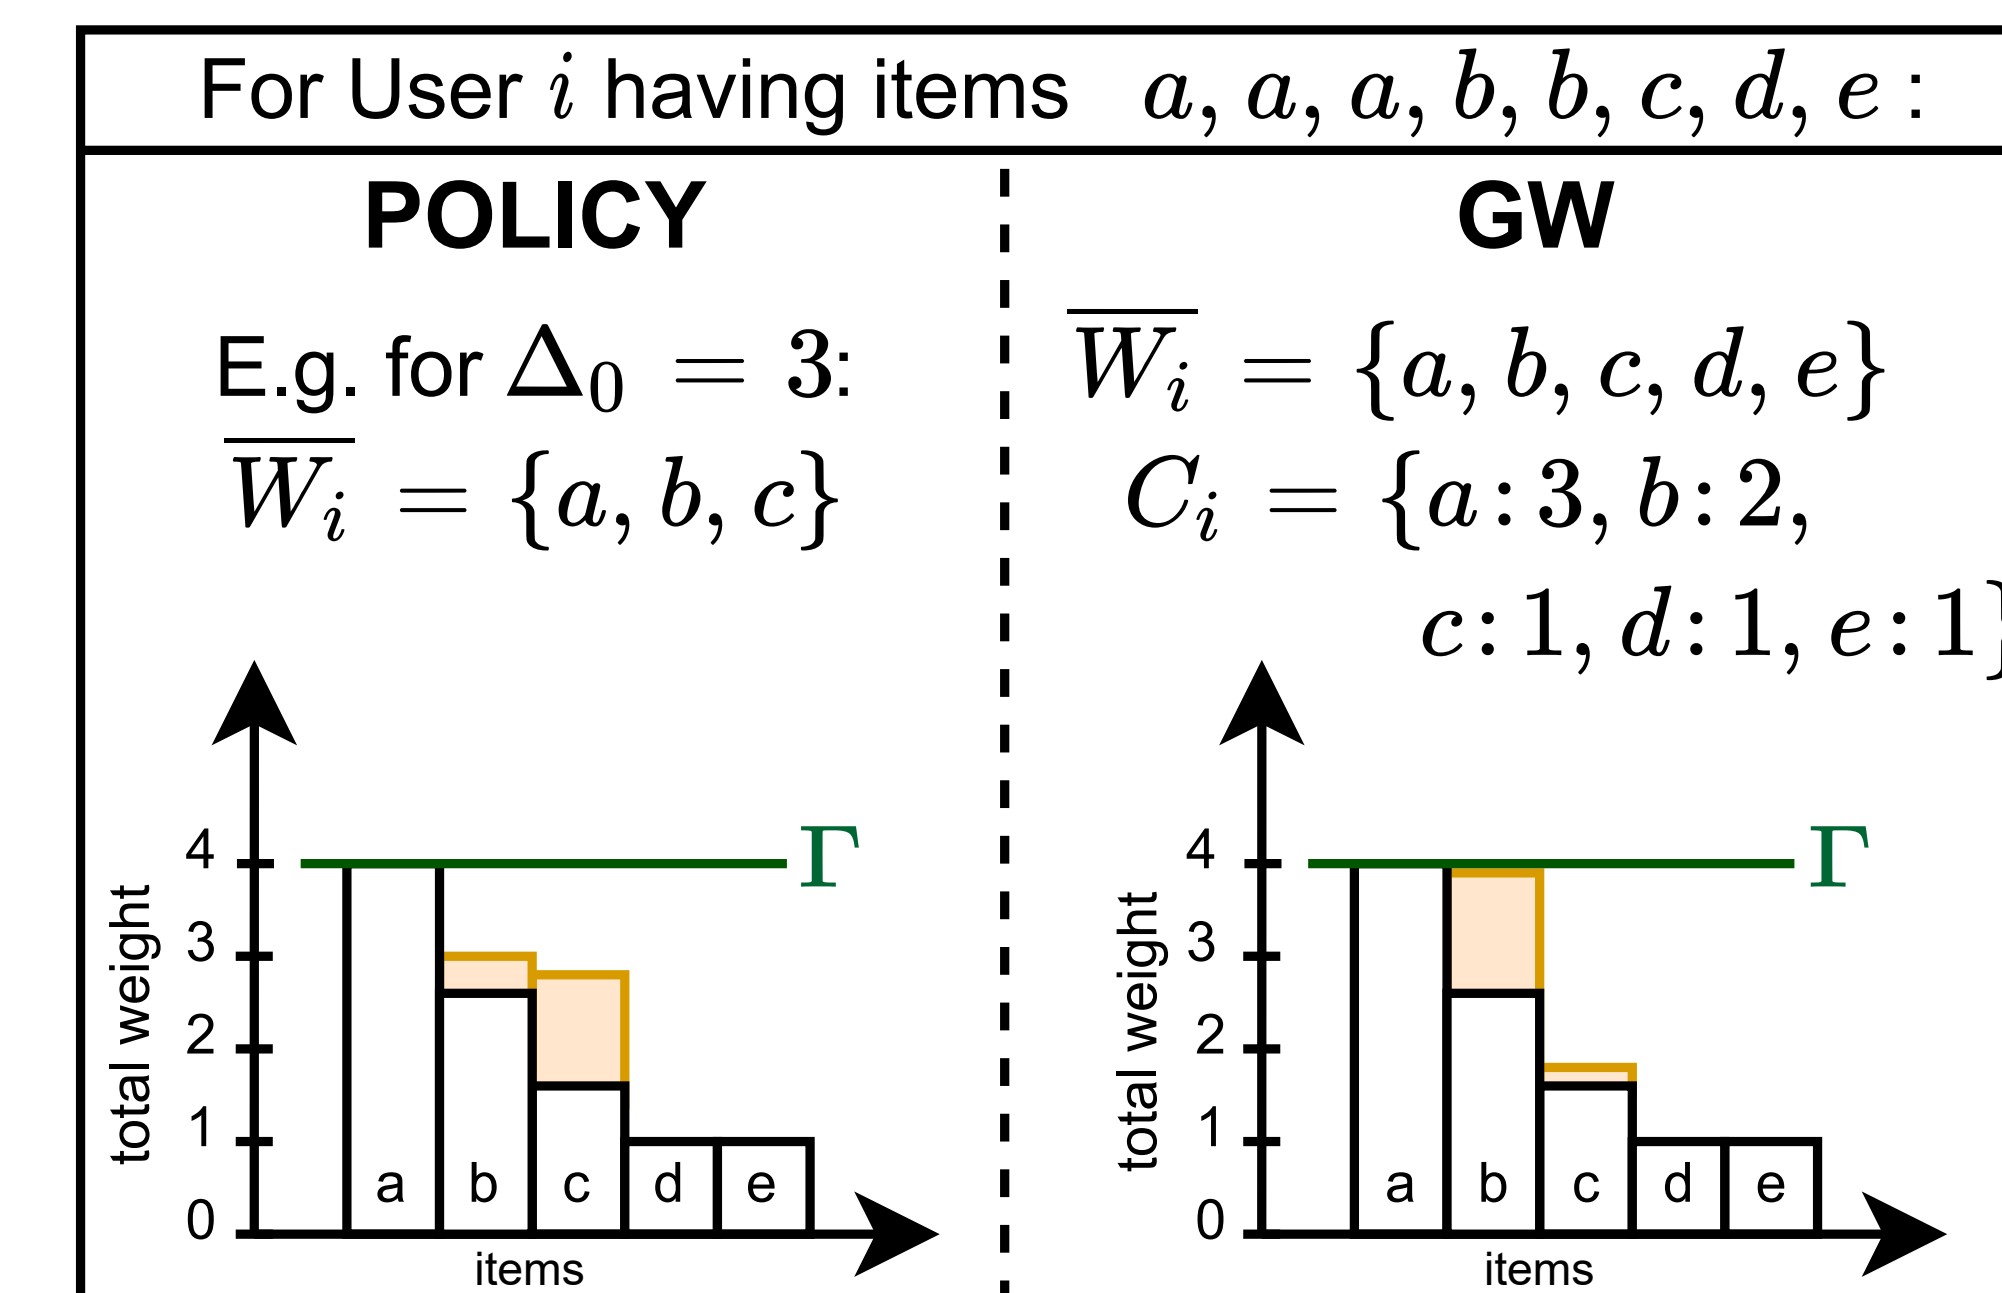 For User i having items a, a, a, b, b, c, d, e :
POLICY
E.g. for Δ₀ = 3:
W̅ᵢ = {a, b, c}
total weight
4
3
2
1
0
Γ
a b c d e
items
GW
W̅ᵢ = {a, b, c, d, e}
Cᵢ = {a : 3, b : 2,
c : 1, d : 1, e : 1}
total weight
4
3
2
1
0
Γ
a b c d e
items